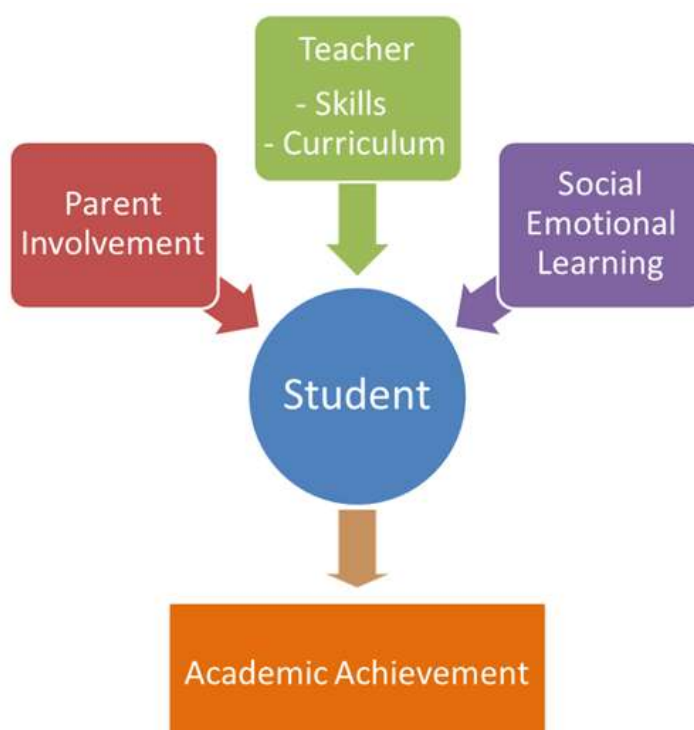 Teacher
- Skills
- Curriculum
Parent
Involvement
Social
Emotional
Learning
Student
Academic Achievement